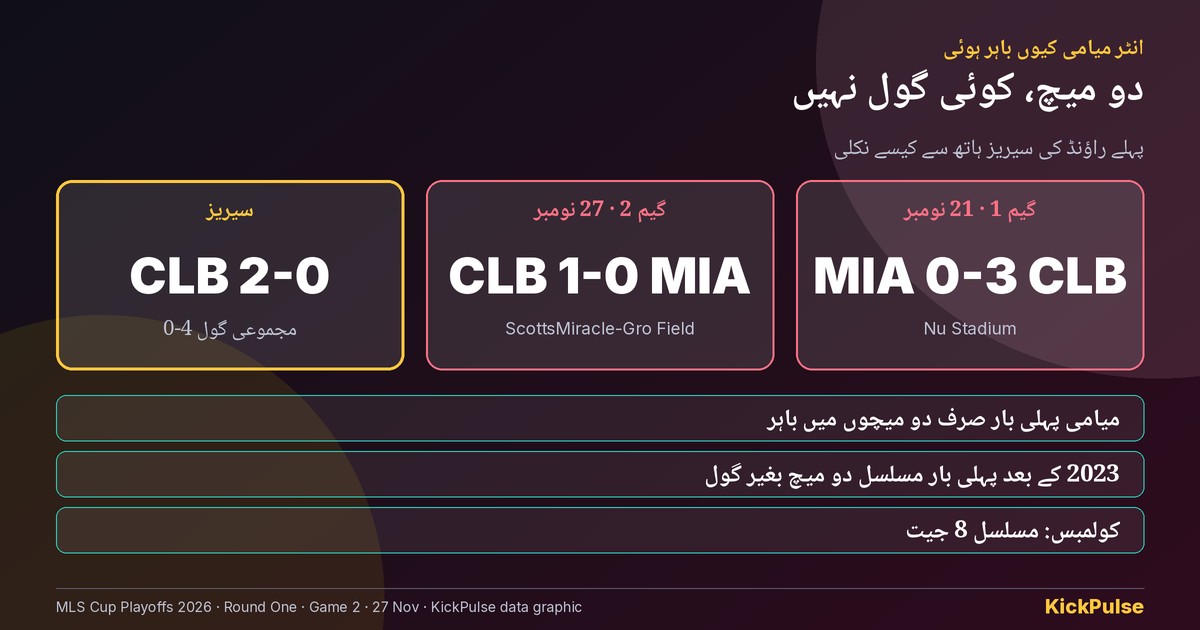 انٹر میامی کیوں باہر ہوئی
دو میچ، کوئی گول نہیں
پہلے راؤنڈ کی سیریز ہاتھ سے کیسے نکلی
گیم 1 · 21 نومبر
MIA 0-3 CLB
Nu Stadium
گیم 2 · 27 نومبر
CLB 1-0 MIA
ScottsMiracle-Gro Field
سیریز
CLB 2-0
مجموعی گول 4-0
میامی پہلی بار صرف دو میچوں میں باہر
2023 کے بعد پہلی بار مسلسل دو میچ بغیر گول
کولمبس: مسلسل 8 جیت
MLS Cup Playoffs 2026 · Round One · Game 2 · 27 Nov · KickPulse data graphic
KickPulse